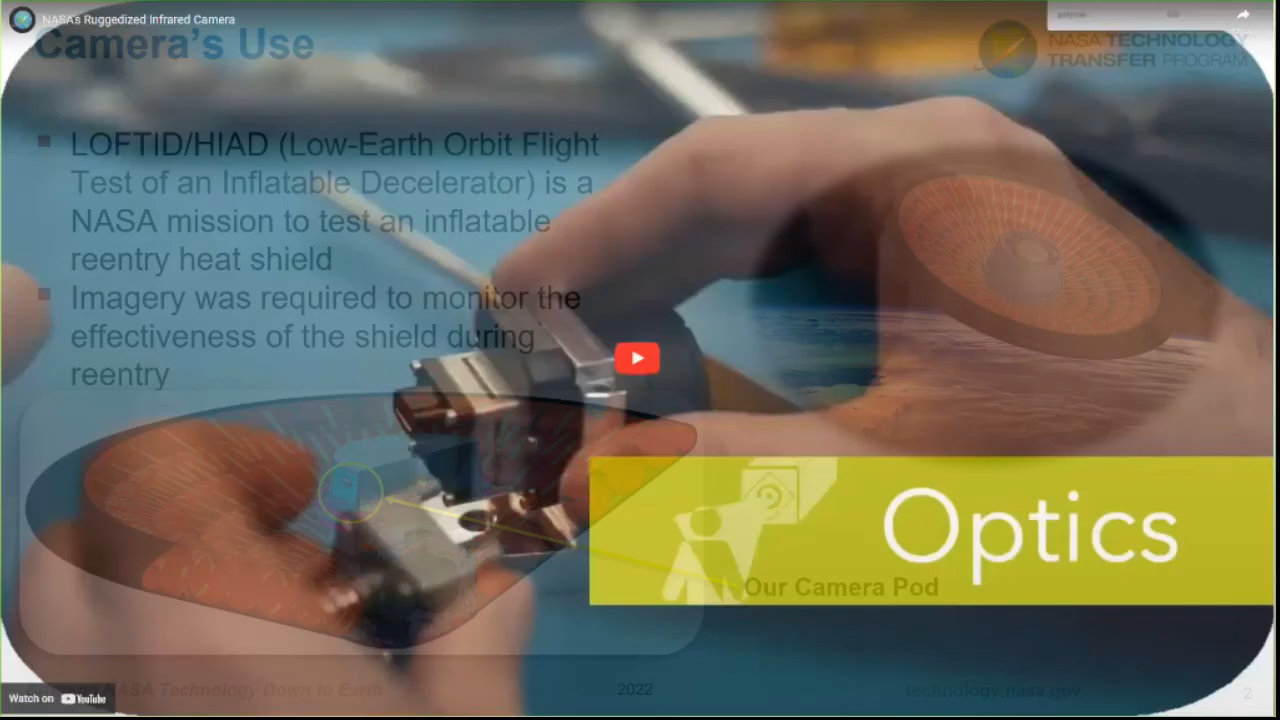 NASA's Ruggedized Infrared Camera
Camera's Use
NASA TECHNOLOGY
TRANSFER PROGRAM
LOFTID/HIAD (Low-Earth Orbit Flight
Test of an Inflatable Decelerator) is a
NASA mission to test an inflatable
reentry heat shield
Imagery was required to monitor the
effectiveness of the shield during
reentry
Optics
Our Camera Pod
Watch on YouTube
NASA Technology Down to Earth
2022
technology.nasa.gov
2